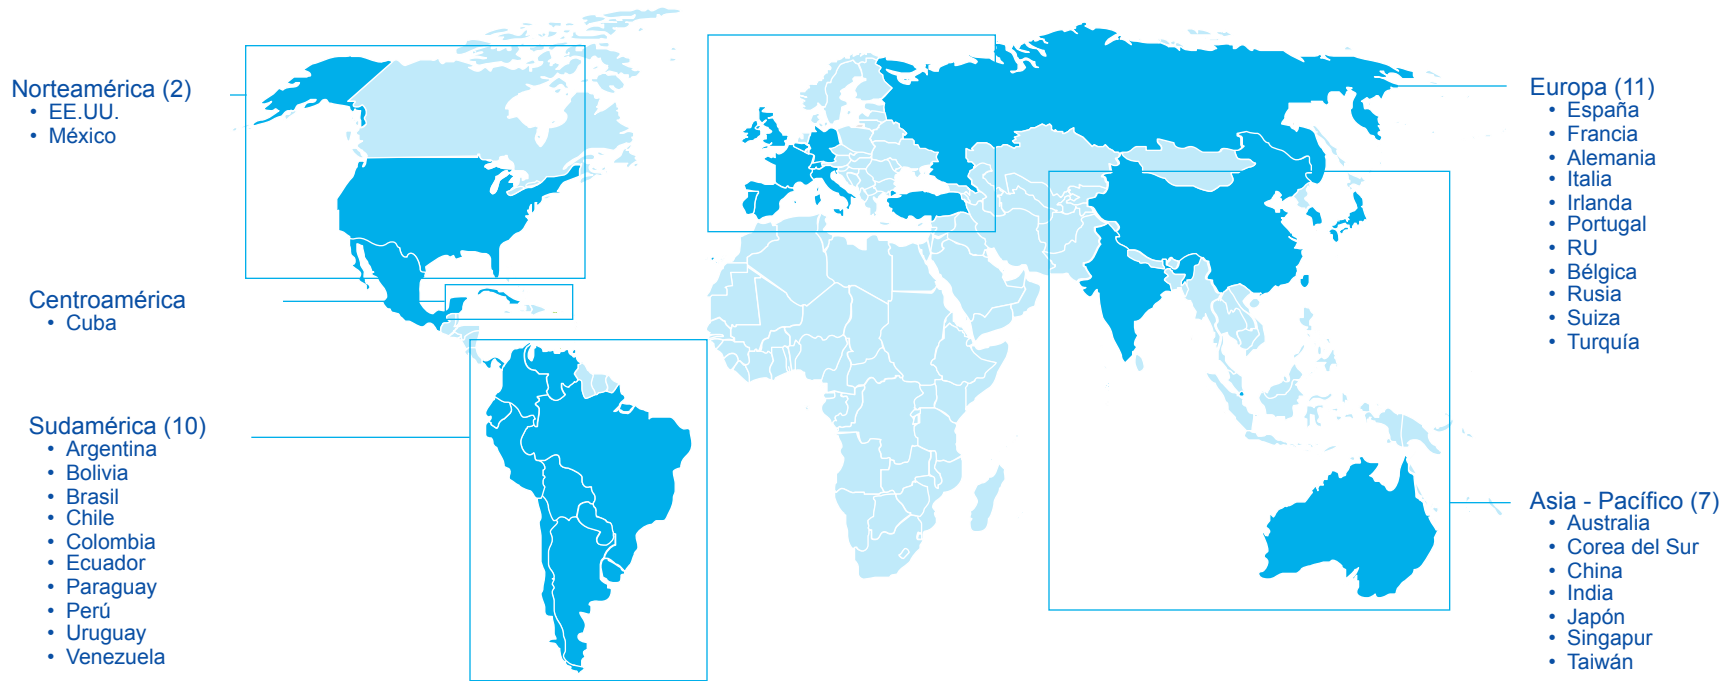 Norteamérica (2)
• EE.UU.
• México
Centroamérica
• Cuba
Sudamérica (10)
• Argentina
• Bolivia
• Brasil
• Chile
• Colombia
• Ecuador
• Paraguay
• Perú
• Uruguay
• Venezuela
Europa (11)
• España
• Francia
• Alemania
• Italia
• Irlanda
• Portugal
• RU
• Bélgica
• Rusia
• Suiza
• Turquía
Asia - Pacífico (7)
• Australia
• Corea del Sur
• China
• India
• Japón
• Singapur
• Taiwán